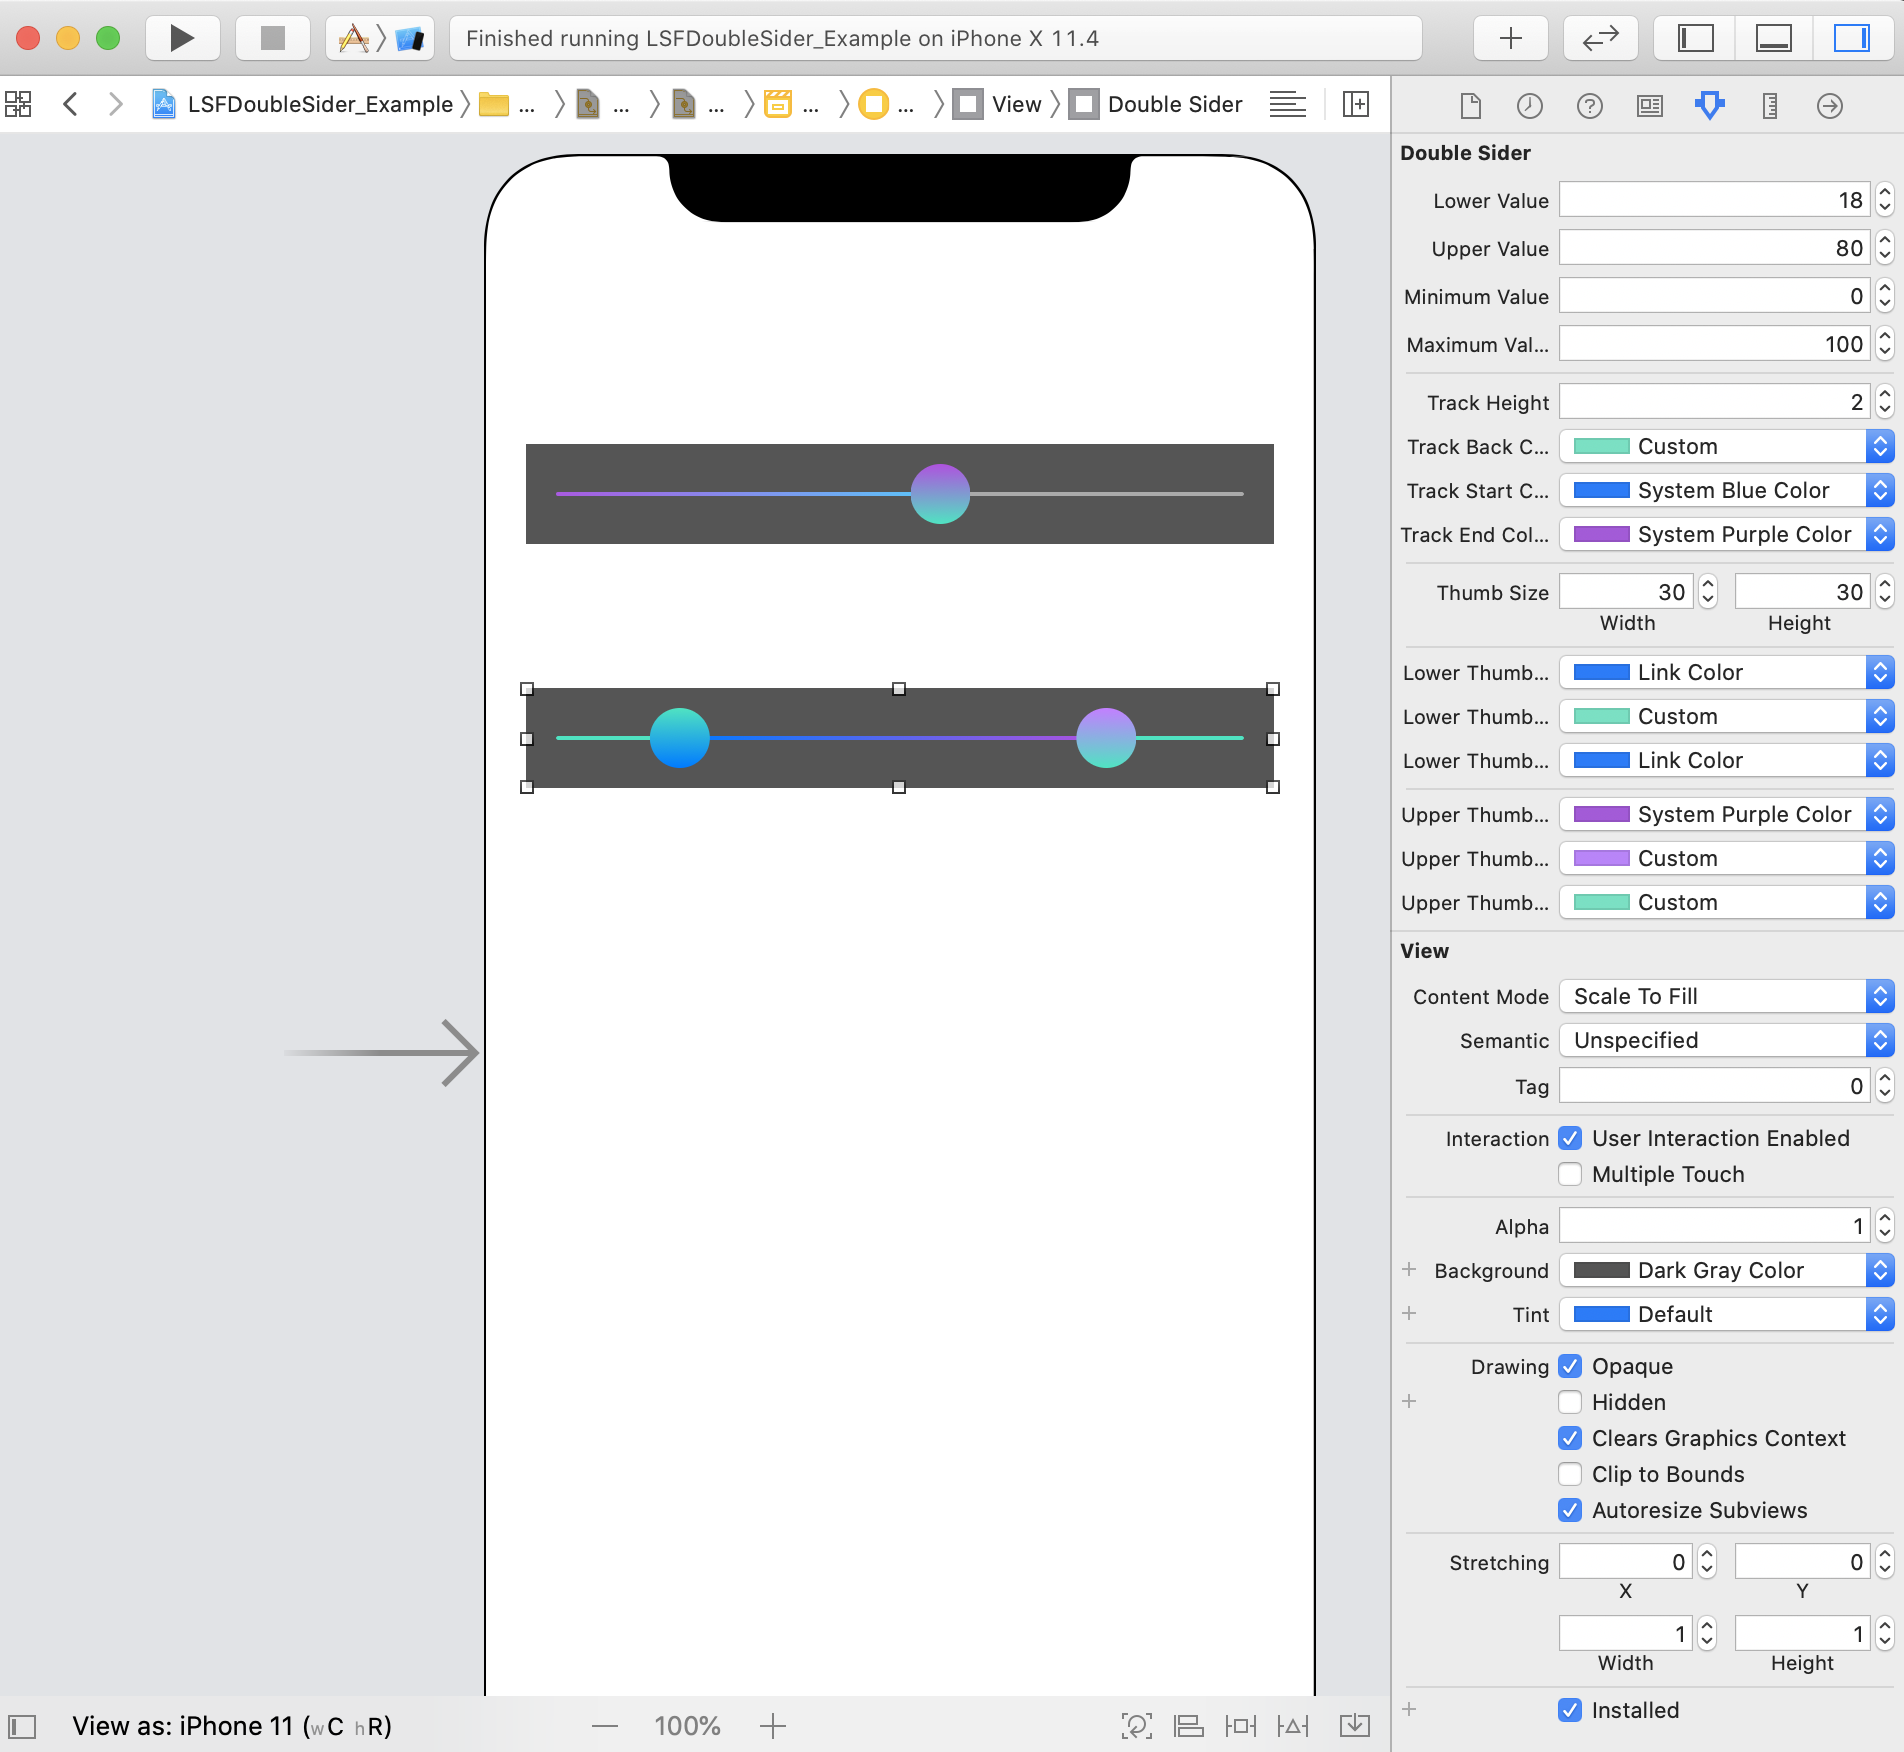 Finished running LSFDoubleSider_Example on iPhone X 11.4
LSFDoubleSider_Example ... ... ... ... ... View Double Sider
Double Sider
Lower Value 18
Upper Value 80
Minimum Value 0
Maximum Val... 100
Track Height 2
Track Back C... Custom
Track Start C... System Blue Color
Track End Col... System Purple Color
Thumb Size 30 30
Width Height
Lower Thumb... Link Color
Lower Thumb... Custom
Lower Thumb... Link Color
Upper Thumb... System Purple Color
Upper Thumb... Custom
Upper Thumb... Custom
View
Content Mode Scale To Fill
Semantic Unspecified
Tag 0
Interaction User Interaction Enabled
Multiple Touch
Alpha 1
+ Background Dark Gray Color
+ Tint Default
Drawing Opaque
+ Hidden
Clears Graphics Context
Clip to Bounds
Autoresize Subviews
Stretching 0 0
X Y
1 1
Width Height
+ Installed
View as: iPhone 11 (wC hR) — 100% +